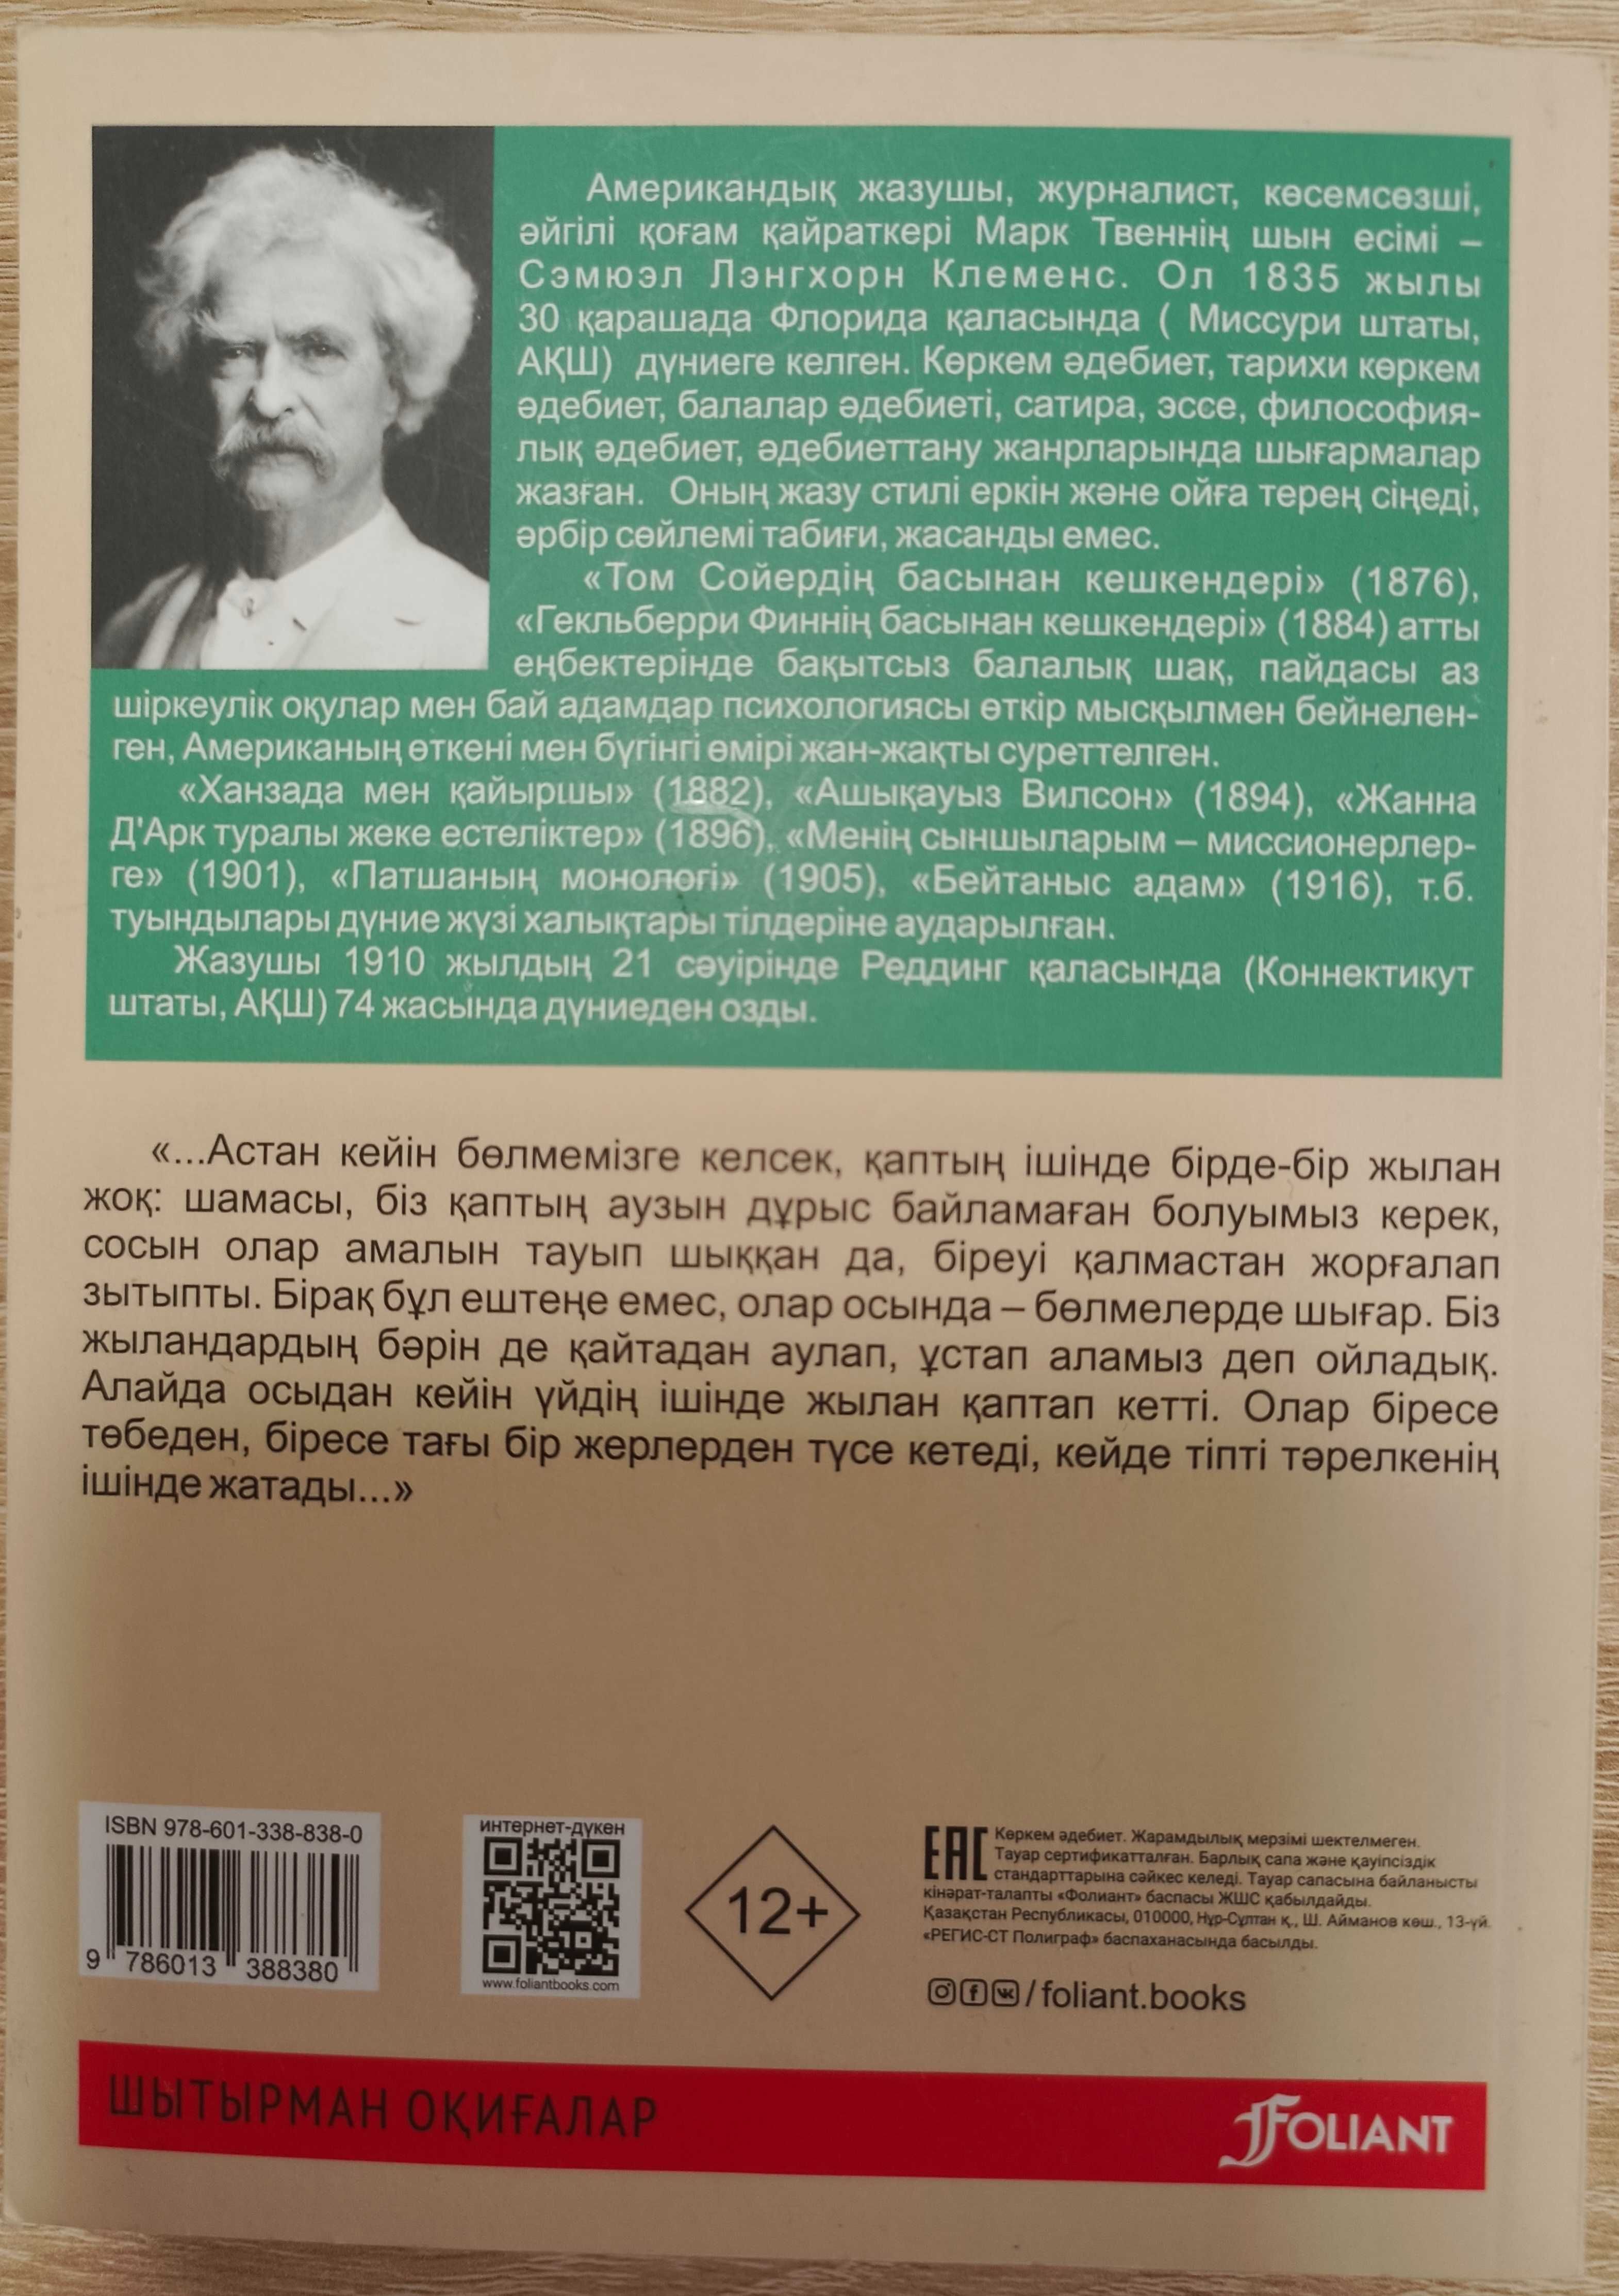 Американдық жазушы, журналист, көсемсөзші,
әйгілі қоғам қайраткері Марк Твеннің шын есімі –
Сэмюэл Лэнгхорн Клеменс. Ол 1835 жылы
30 қарашада Флорида қаласында ( Миссури штаты,
АҚШ) дүниеге келген. Көркем әдебиет, тарихи көркем
әдебиет, балалар әдебиеті, сатира, эссе, философия-
лық әдебиет, әдебиеттану жанрларында шығармалар
жазған. Оның жазу стилі еркін және ойға терең сіңеді,
әрбір сөйлемі табиғи, жасанды емес.
«Том Сойердің басынан кешкендері» (1876),
«Гекльберри Финнің басынан кешкендері» (1884) атты
еңбектерінде бақытсыз балалық шақ, пайдасы аз
шіркеулік оқулар мен бай адамдар психологиясы өткір мысқылмен бейнелен-
ген, Американың өткені мен бүгінгі өмірі жан-жақты суреттелген.
«Ханзада мен қайыршы» (1882), «Ашықауыз Вилсон» (1894), «Жанна
Д'Арк туралы жеке естеліктер» (1896), «Менің сыншыларым – миссионерлер-
ге» (1901), «Патшаның монологі» (1905), «Бейтаныс адам» (1916), т.б.
туындылары дүние жүзі халықтары тілдеріне аударылған.
Жазушы 1910 жылдың 21 сәуірінде Реддинг қаласында (Коннектикут
штаты, АҚШ) 74 жасында дүниеден озды.
«...Астан кейін бөлмемізге келсек, қаптың ішінде бірде-бір жылан
жоқ: шамасы, біз қаптың аузын дұрыс байламаған болуымыз керек,
сосын олар амалын тауып шыққан да, біреуі қалмастан жорғалап
зытыпты. Бірақ бұл ештеңе емес, олар осында – бөлмелерде шығар. Біз
жыландардың бәрін де қайтадан аулап, ұстап аламыз деп ойладық.
Алайда осыдан кейін үйдің ішінде жылан қаптап кетті. Олар біресе
төбеден, біресе тағы бір жерлерден түсе кетеді, кейде тіпті тәрелкенің
ішінде жатады...»
ISBN 978-601-338-838-0
9 786013 388380
интернет-дүкен
www.foliantbooks.com
12+
ЕАС
Көркем әдебиет. Жарамдылық мерзімі шектелмеген.
Тауар сертификатталған. Барлық сапа және қауіпсіздік
стандарттарына сәйкес келеді. Тауар сапасына байланысты
кінәрат-талапты «Фолиант» баспасы ЖШС қабылдайды.
Қазақстан Республикасы, 010000, Нұр-Сұлтан қ., Ш. Айманов көш., 13-үй.
«РЕГИС-СТ Полиграф» баспаханасында басылды.
/ foliant.books
ШЫТЫРМАН ОҚИҒАЛАР
FOLIANT